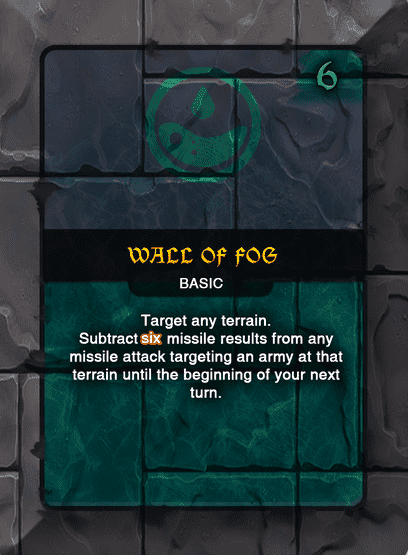 6
WALL OF FOG
BASIC
Target any terrain.
Subtract six missile results from any
missile attack targeting an army at that
terrain until the beginning of your next
turn.